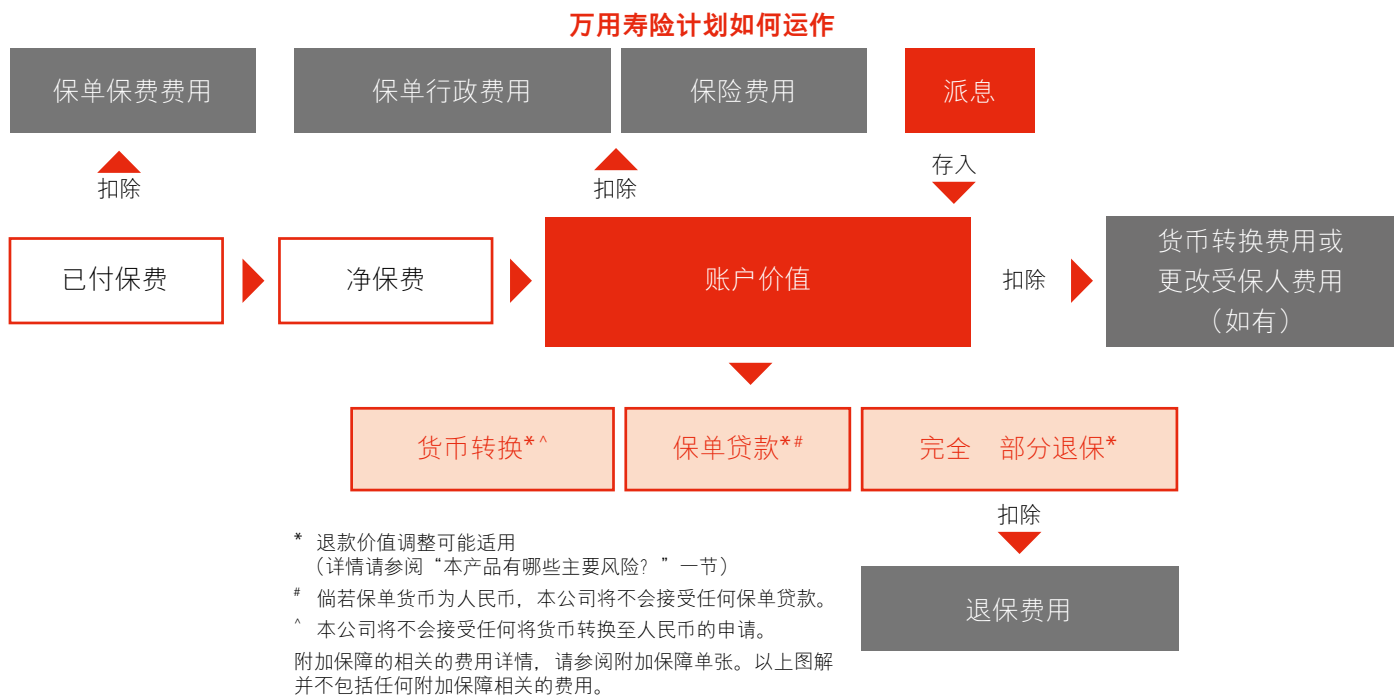 万用寿险计划如何运作
保单保费费用
保单行政费用
保险费用
派息
扣除
扣除
存入
已付保费
净保费
账户价值
扣除
货币转换费用或
更改受保人费用
（如有）
货币转换*^
保单贷款*#
完全 部分退保*
扣除
退保费用
* 退款价值调整可能适用
（详情请参阅“本产品有哪些主要风险？”一节）
# 倘若保单货币为人民币，本公司将不会接受任何保单贷款。
^ 本公司将不会接受任何将货币转换至人民币的申请。
附加保障的相关的费用详情，请参阅附加保障单张。以上图解
并不包括任何附加保障相关的费用。